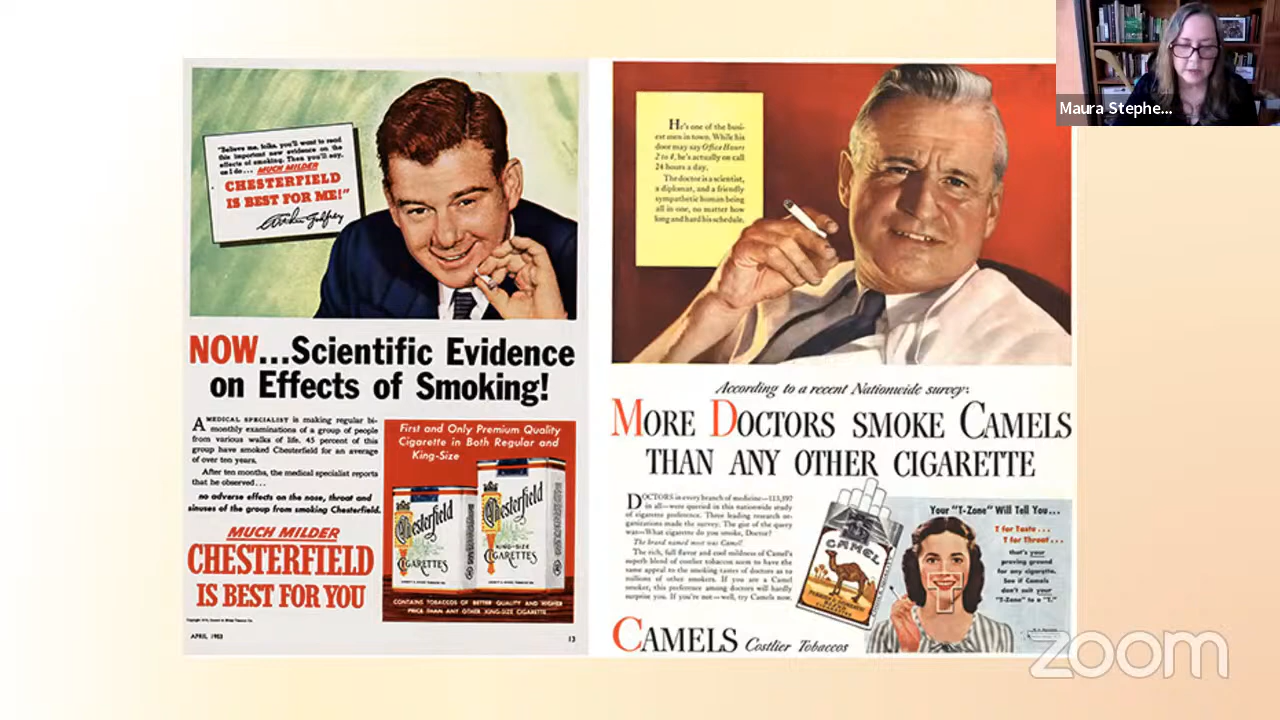 Maura Stephe...
"Believe me, folks, you'll want to read
this important new evidence on the
effects of smoking. Then you'll say,
as I do... MUCH MILDER
CHESTERFIELD
IS BEST FOR ME!"
Arthur Godfrey
NOW...Scientific Evidence
on Effects of Smoking!
A MEDICAL SPECIALIST is making regular bi-
monthly examinations of a group of people
from various walks of life. 45 percent of this
group have smoked Chesterfield for an average
of over ten years.
After ten months, the medical specialist reports
that he observed...
no adverse effects on the nose, throat and
sinuses of the group from smoking Chesterfield.
MUCH MILDER
CHESTERFIELD
IS BEST FOR YOU
First and Only Premium Quality
Cigarette in Both Regular and
King-Size
Chesterfield
CIGARETTES
Chesterfield
KING-SIZE
CIGARETTES
CONTAINS TOBACCOS OF BETTER QUALITY AND HIGHER
PRICE THAN ANY OTHER KING-SIZE CIGARETTE
APRIL, 1953
13
He's one of the busi-
est men in town. While his
door may say Office Hours
2 to 4, he's actually on call
24 hours a day.
The doctor is a scientist,
a diplomat, and a friendly
sympathetic human being
all in one, no matter how
long and hard his schedule.
According to a recent Nationwide survey:
MORE DOCTORS SMOKE CAMELS
THAN ANY OTHER CIGARETTE
DOCTORS in every branch of medicine—113,597
in all—were queried in this nationwide study
of cigarette preference. Three leading research or-
ganizations made the survey. The gist of the query
was—What cigarette do you smoke, Doctor?
The brand named most was Camel!
The rich, full flavor and cool mildness of Camel's
superb blend of costlier tobaccos seem to have the
same appeal to the smoking tastes of doctors as to
millions of other smokers. If you are a Camel
smoker, this preference among doctors will hardly
surprise you. If you're not—well, try Camels now.
CAMEL
Your "T-Zone" Will Tell You...
T for Taste...
T for Throat...
that's your
proving ground
for any cigarette.
See if Camels
don't suit your
"T-Zone" to a "T."
CAMELS Costlier Tobaccos
zoom